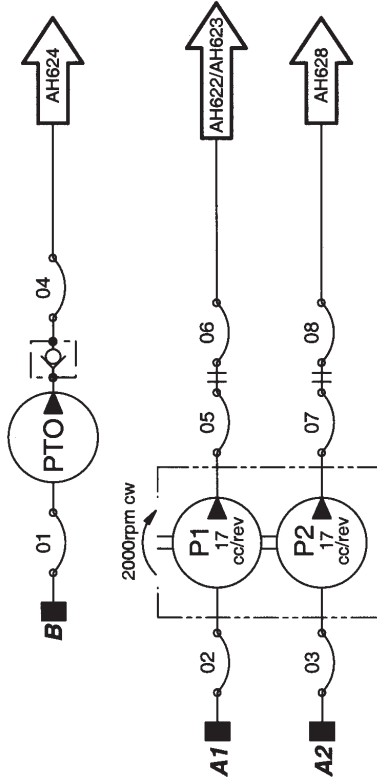 B
01
PTO
04
AH624
2000rpm cw
A1
02
P1
17
cc/rev
05
06
AH622/AH623
A2
03
P2
17
cc/rev
07
08
AH628